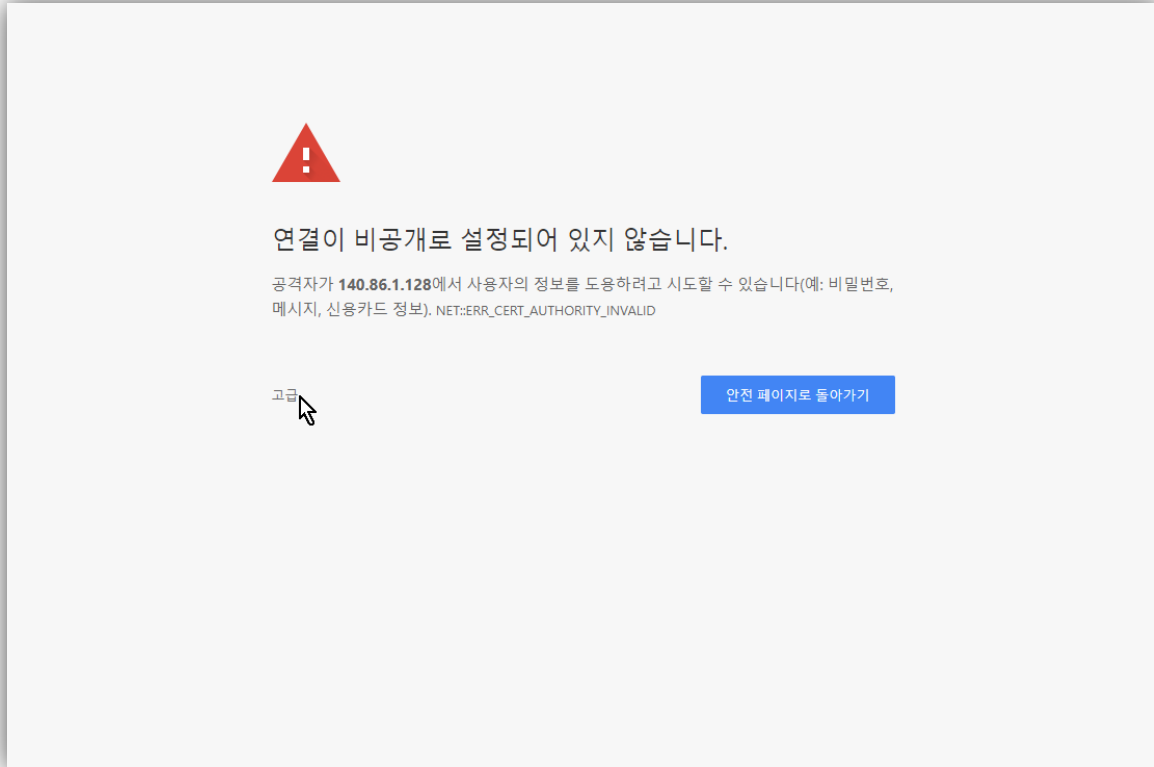 연결이 비공개로 설정되어 있지 않습니다.
공격자가 140.86.1.128에서 사용자의 정보를 도용하려고 시도할 수 있습니다(예: 비밀번호,
메시지, 신용카드 정보). NET::ERR_CERT_AUTHORITY_INVALID
고급
안전 페이지로 돌아가기